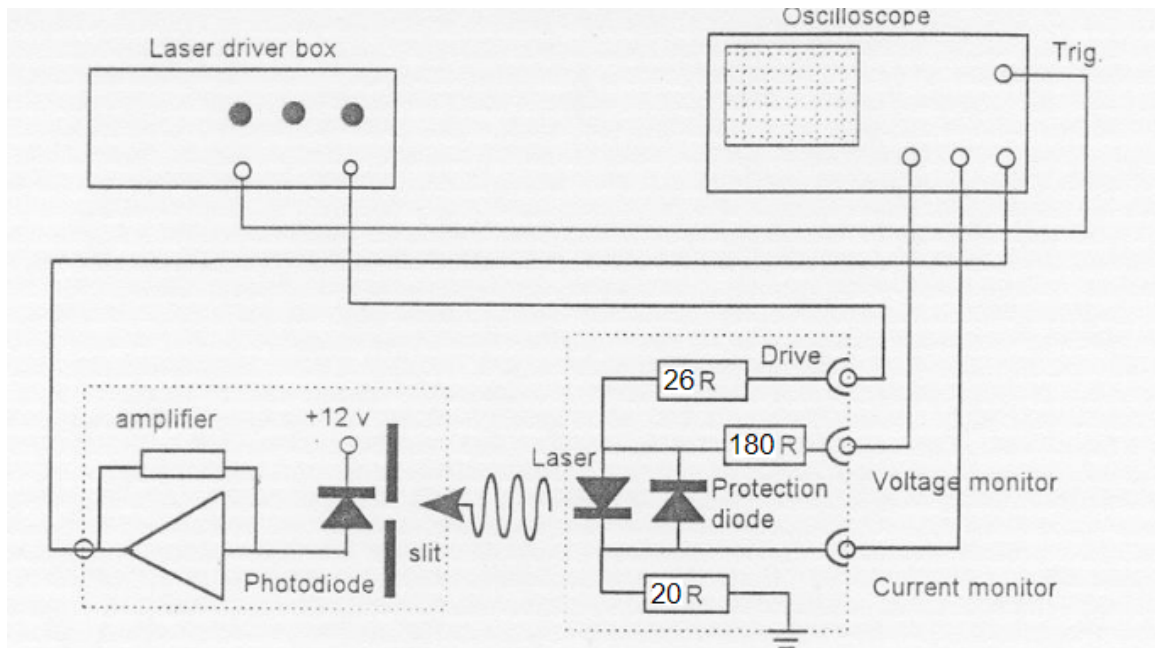 Oscilloscope
Laser driver box
Trig.
Drive
26 R
amplifier
+12 v
180 R
Laser
Voltage monitor
Protection
diode
slit
Photodiode
Current monitor
20 R